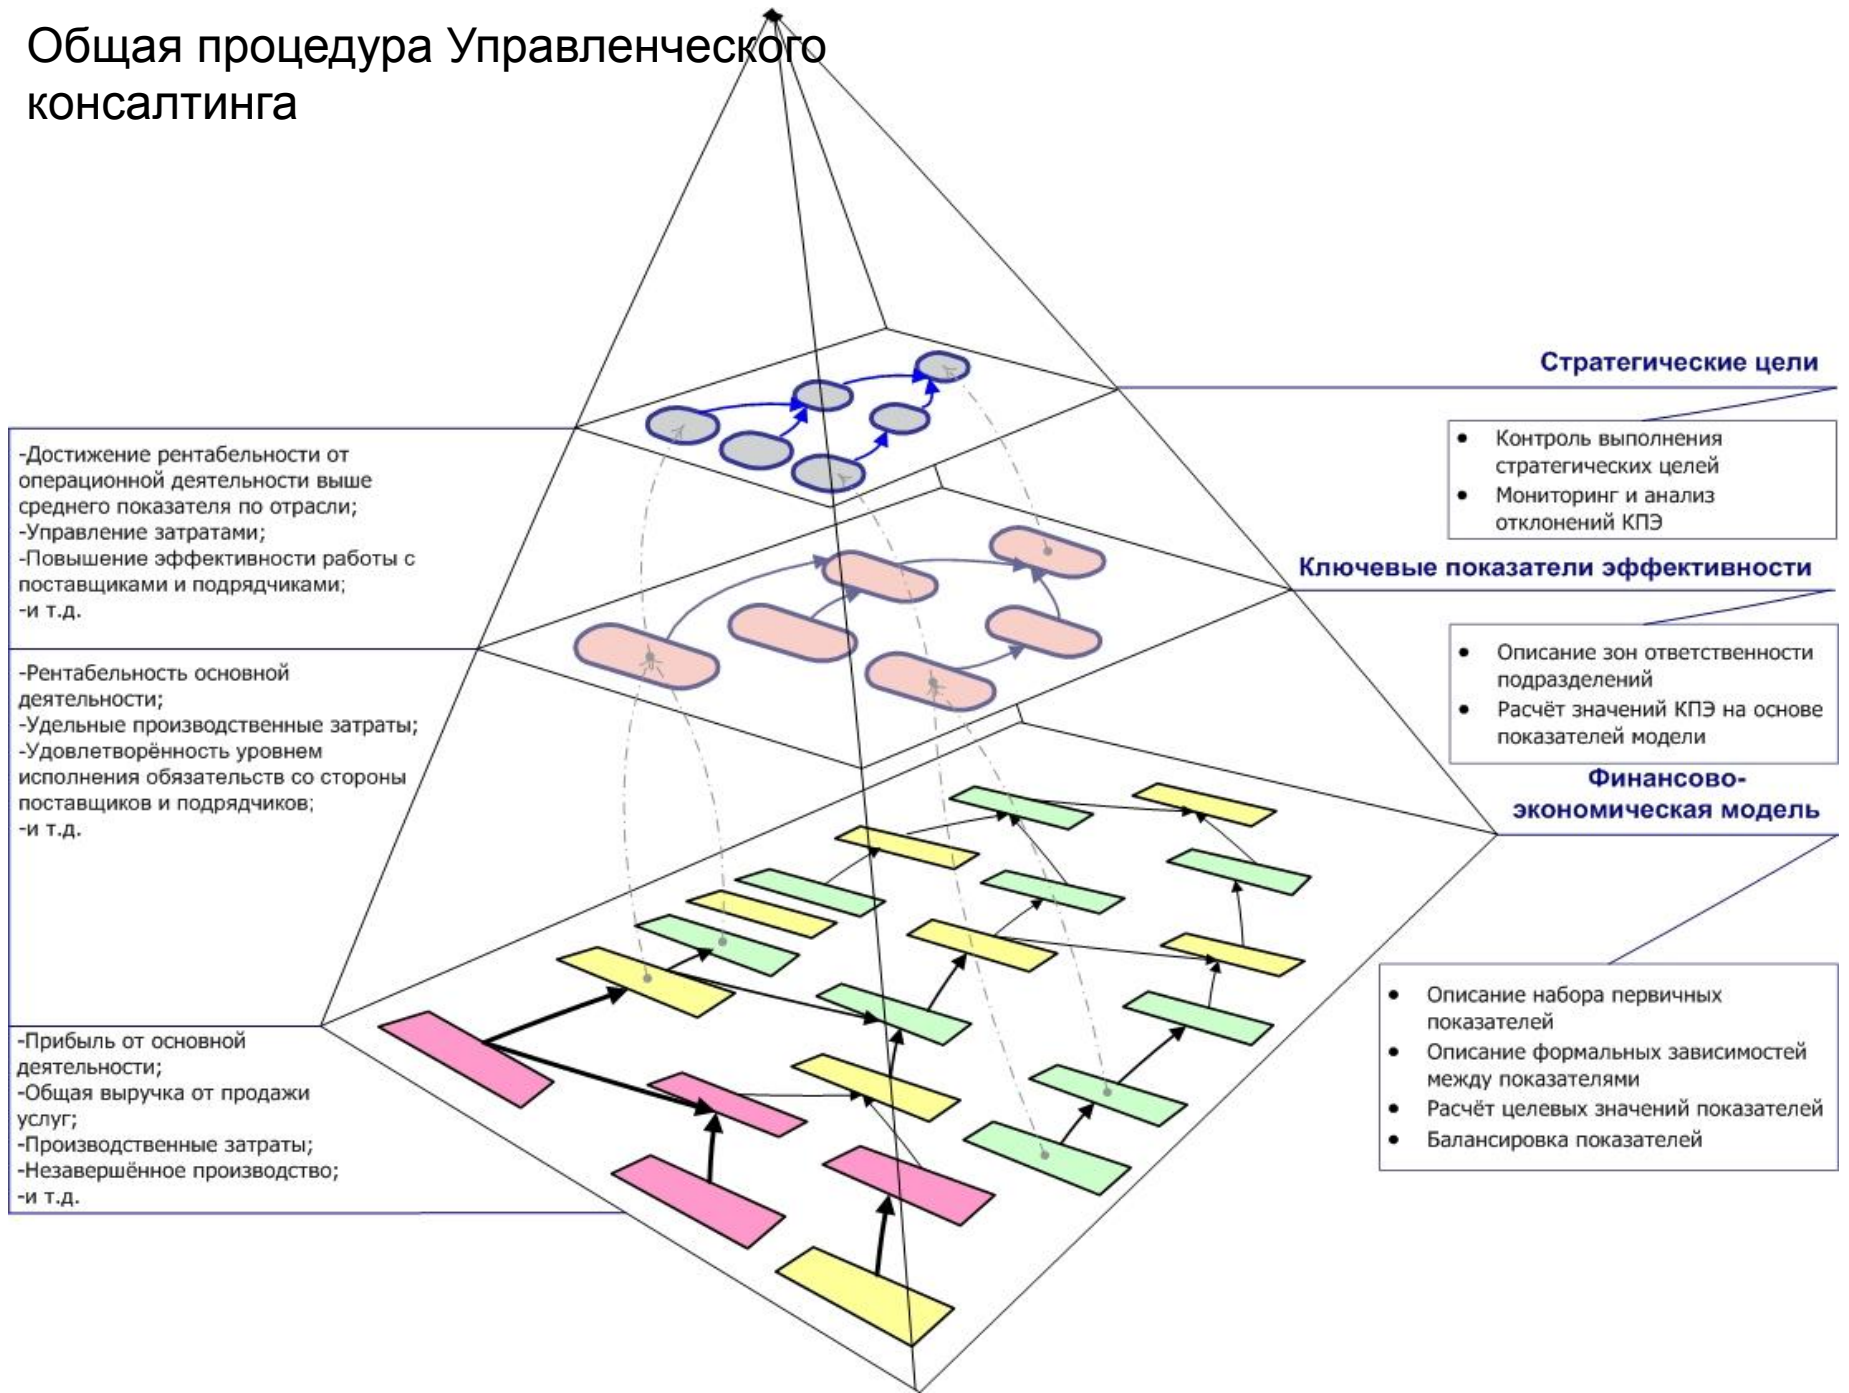 Общая процедура Управленческого
консалтинга
Стратегические цели
• Контроль выполнения
стратегических целей
• Мониторинг и анализ
отклонений КПЭ
-Достижение рентабельности от
операционной деятельности выше
среднего показателя по отрасли;
-Управление затратами;
-Повышение эффективности работы с
поставщиками и подрядчиками;
-и т.д.
Ключевые показатели эффективности
• Описание зон ответственности
подразделений
• Расчёт значений КПЭ на основе
показателей модели
-Рентабельность основной
деятельности;
-Удельные производственные затраты;
-Удовлетворённость уровнем
исполнения обязательств со стороны
поставщиков и подрядчиков;
-и т.д.
Финансово-
экономическая модель
• Описание набора первичных
показателей
• Описание формальных зависимостей
между показателями
• Расчёт целевых значений показателей
• Балансировка показателей
-Прибыль от основной
деятельности;
-Общая выручка от продажи
услуг;
-Производственные затраты;
-Незавершённое производство;
-и т.д.